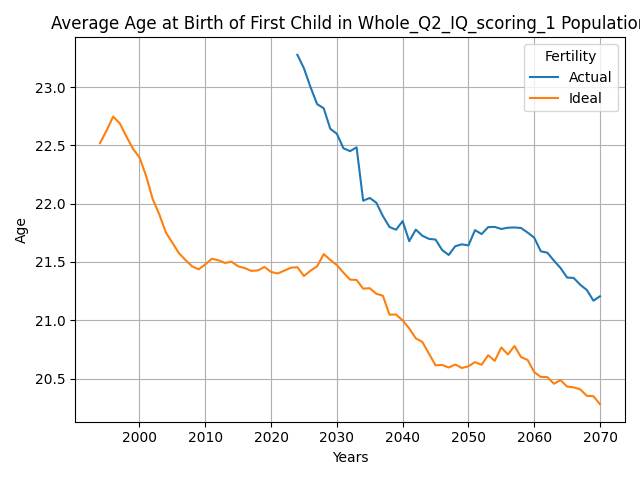 Average Age at Birth of First Child in Whole_Q2_IQ_scoring_1 Population
Fertility
Actual
Ideal
Age
23.0
22.5
22.0
21.5
21.0
20.5
2000 2010 2020 2030 2040 2050 2060 2070
Years